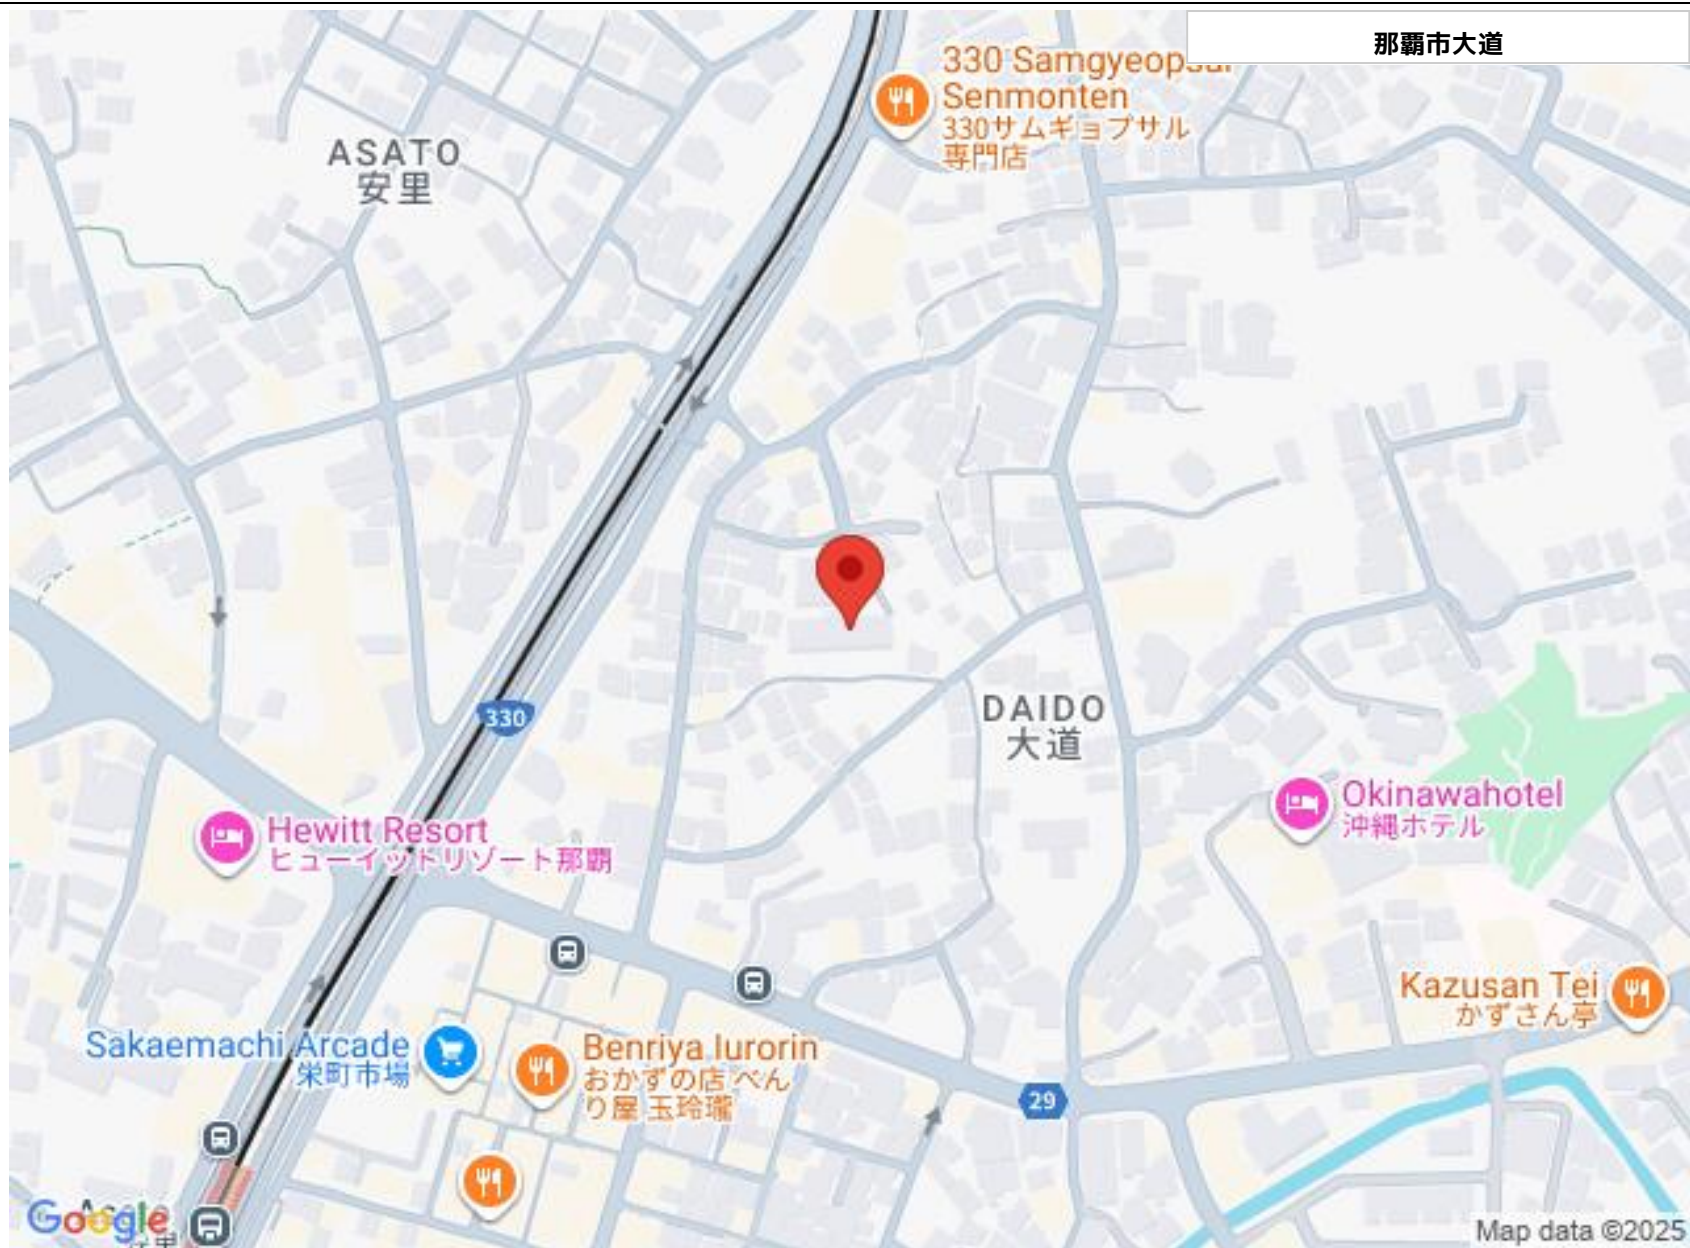 那覇市大道
330 Samgyeopsal
Senmonten
330サムギョプサル
専門店
ASATO
安里
330
DAIDO
大道
Okinawahotel
沖縄ホテル
Hewitt Resort
ヒューイットリゾート那覇
Kazusan Tei
かずさん亭
Sakaemachi Arcade
栄町市場
Benriya Iurorin
おかずの店 べん
り屋 玉玲瓏
29
Google
Map data ©2025